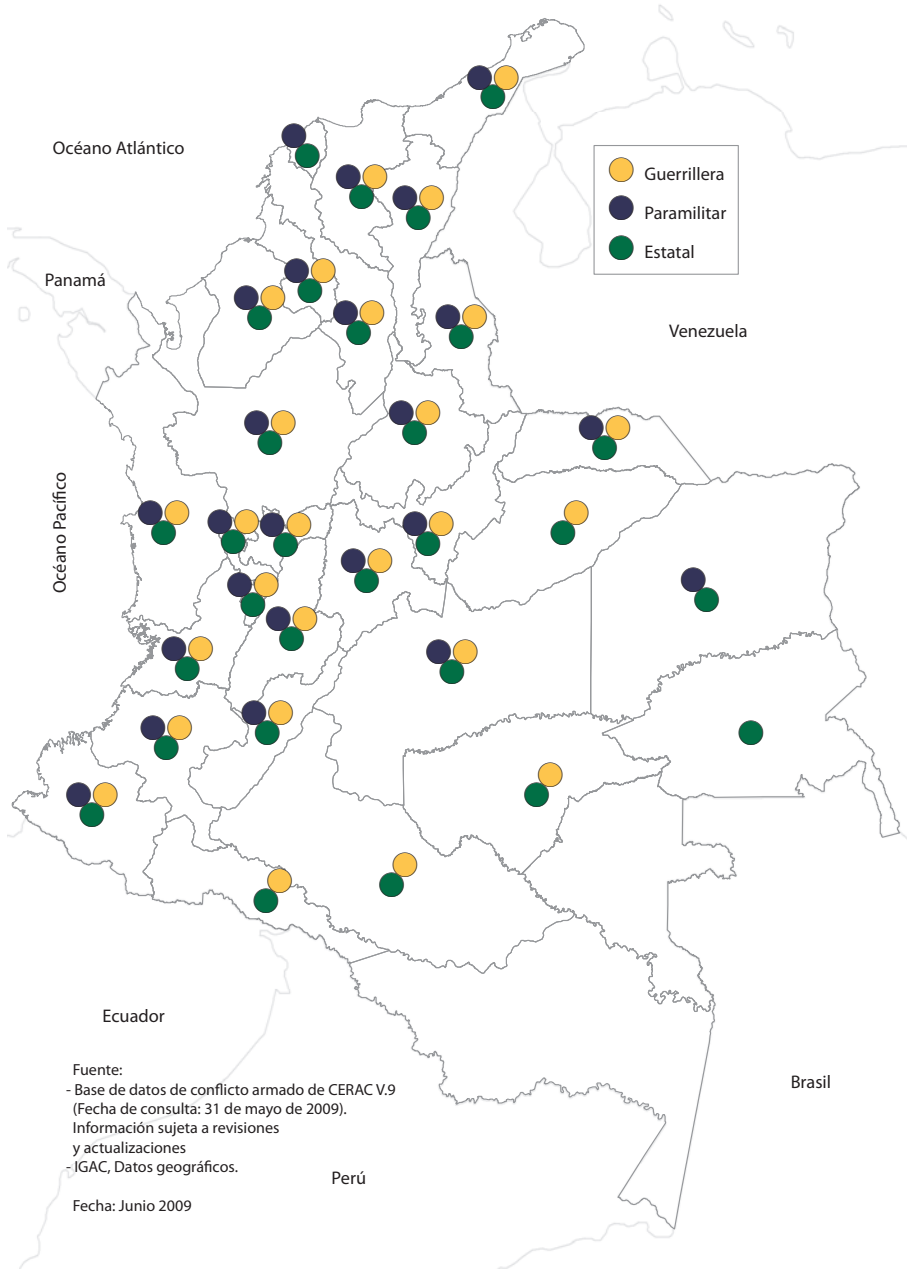 Océano Atlántico
Guerrillera
Paramilitar
Estatal
Panamá
Venezuela
Océano Pacífico
Ecuador
Fuente:
- Base de datos de conflicto armado de CERAC V.9
(Fecha de consulta: 31 de mayo de 2009).
Información sujeta a revisiones
y actualizaciones
- IGAC, Datos geográficos.
Fecha: Junio 2009
Brasil
Perú